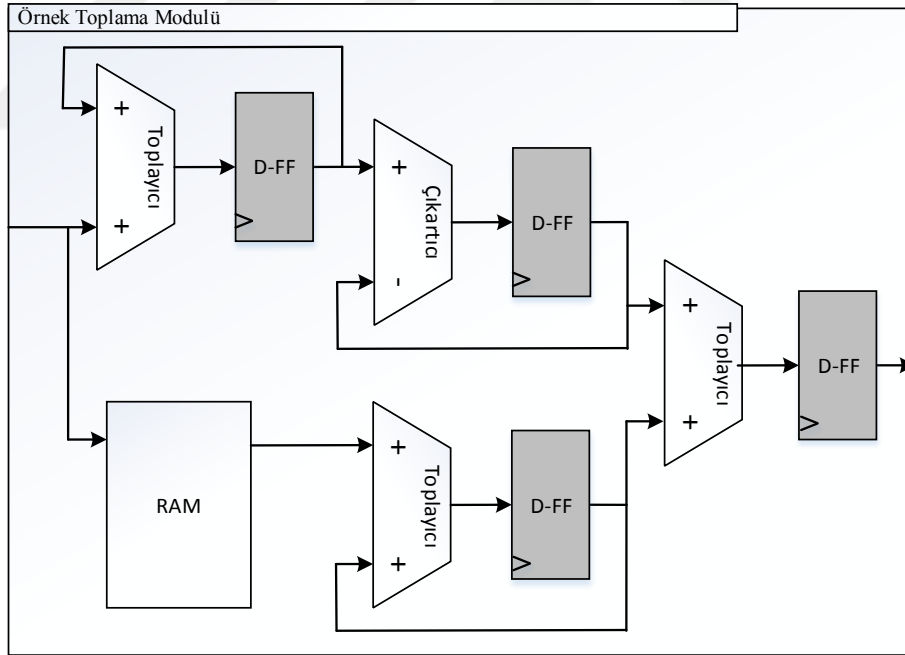 Örnek Toplama Modulü
+
Toplayıcı
+
D-FF
+
Çıkartıcı
-
D-FF
+
Toplayıcı
+
D-FF
RAM
+
Toplayıcı
+
D-FF